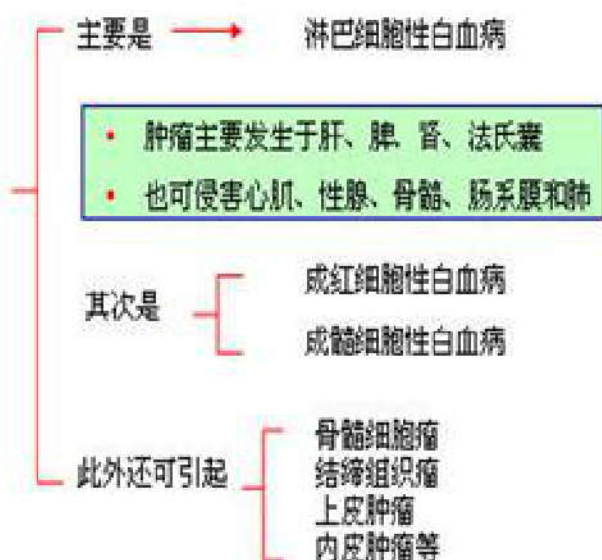 主要是 淋巴细胞性白血病
• 肿瘤主要发生于肝、脾、肾、法氏囊
• 也可侵害心肌、性腺、骨髓、肠系膜和肺
其次是
成红细胞性白血病
成髓细胞性白血病
此外还可引起
骨髓细胞瘤
结缔组织瘤
上皮肿瘤
内皮肿瘤等